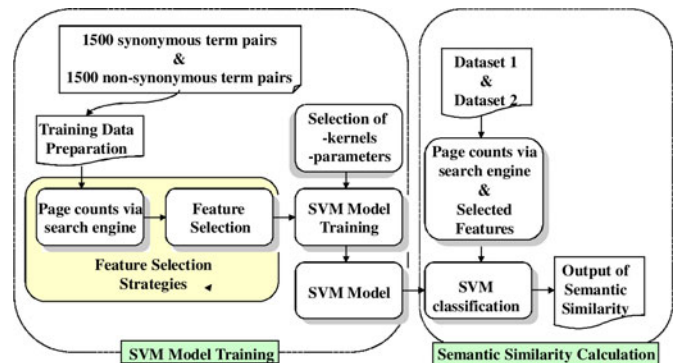 1500 synonymous term pairs
&
1500 non-synonymous term pairs
Training Data
Preparation
Selection of
-kernels
-parameters
Page counts via
search engine
Feature
Selection
SVM Model
Training
Feature Selection
Strategies
SVM Model
SVM Model Training
Dataset 1
&
Dataset 2
Page counts via
search engine
&
Selected
Features
SVM
classification
Output of
Semantic
Similarity
Semantic Similarity Calculation